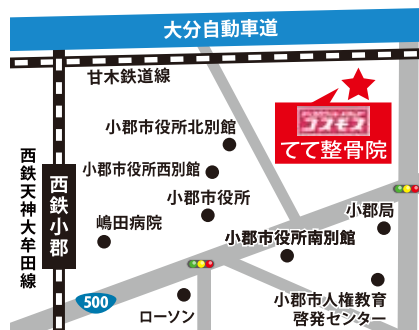 大分自動車道
甘木鉄道線
小郡市役所北別館
コスモス
てて整骨院
小郡市役所西別館
西鉄天神大牟田線
西鉄小郡
小郡市役所
小郡局
嶋田病院
小郡市役所南別館
500
ローソン
小郡市人権教育
啓発センター